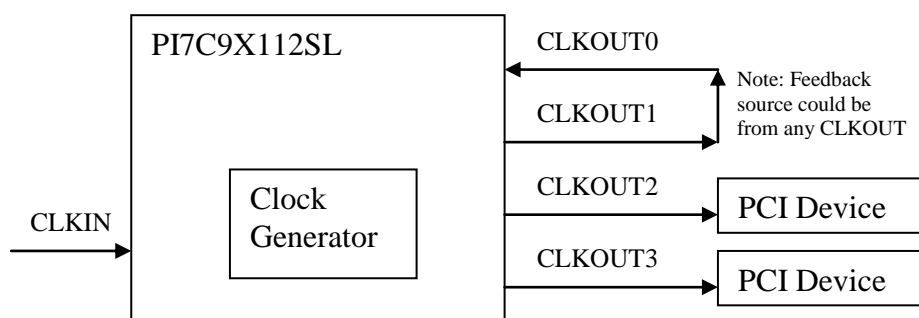 PI7C9X112SL
CLKOUT0
Note: Feedback
source could be
from any CLKOUT
CLKOUT1
Clock
Generator
CLKIN
CLKOUT2
PCI Device
CLKOUT3
PCI Device